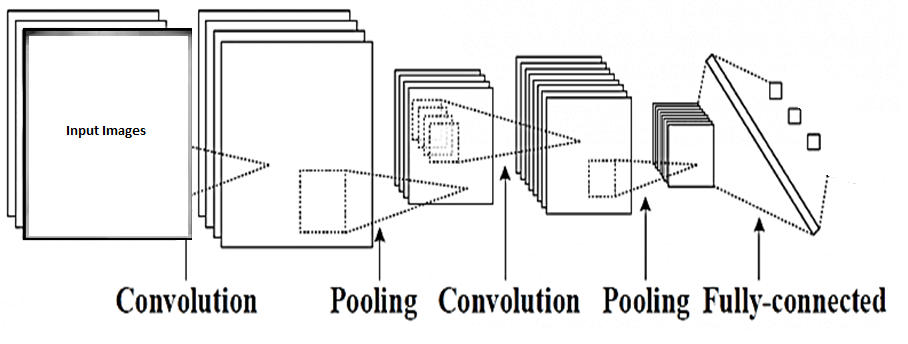 Input Images
Convolution
Pooling
Convolution
Pooling
Fully-connected